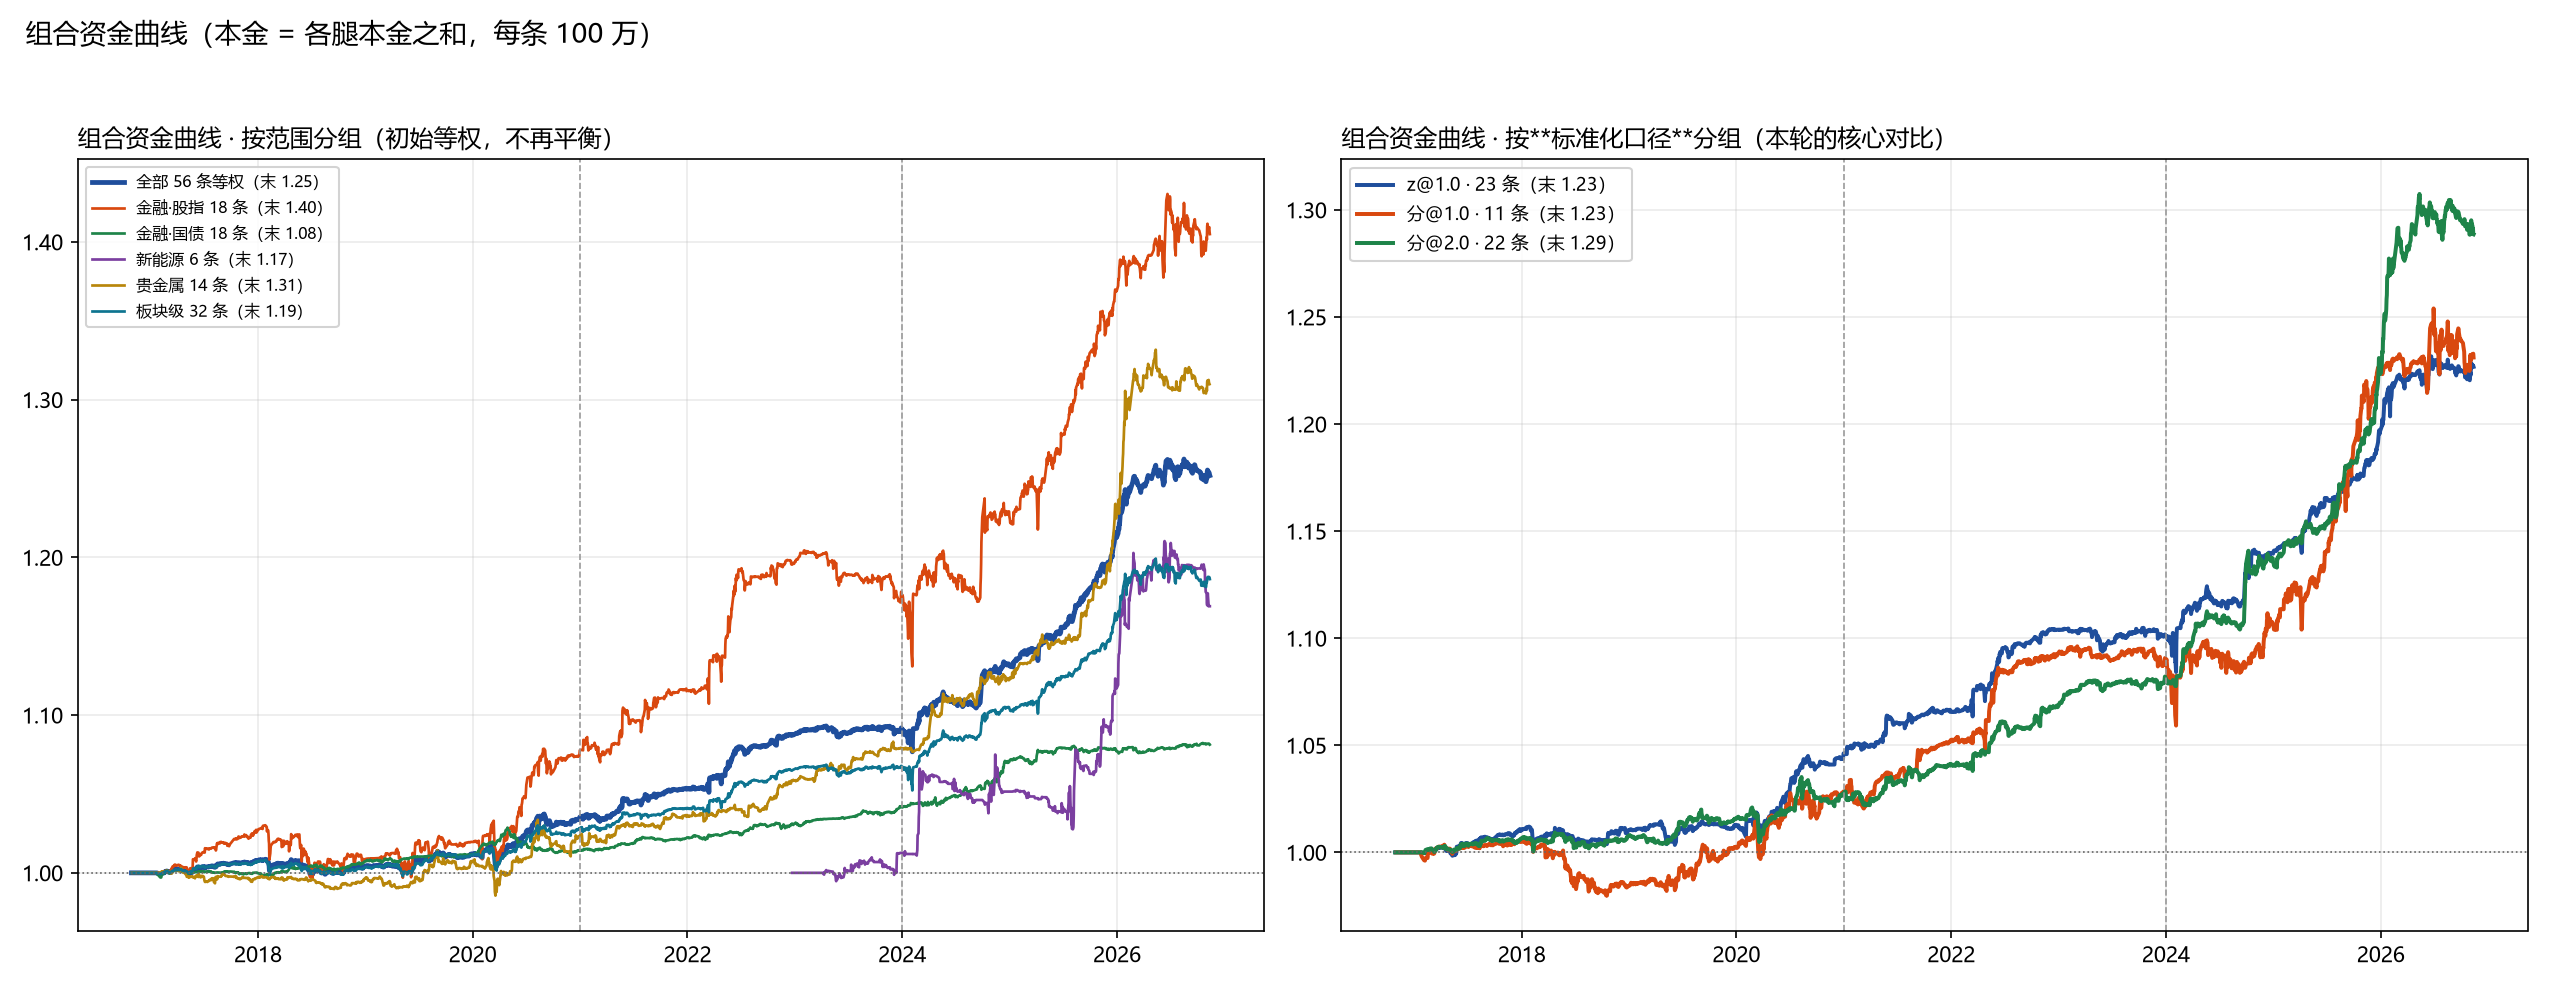 组合资金曲线（本金 = 各腿本金之和，每条 100 万）
组合资金曲线 · 按范围分组（初始等权，不再平衡）
全部 56 条等权（末 1.25）
金融·股指 18 条（末 1.40）
金融·国债 18 条（末 1.08）
新能源 6 条（末 1.17）
贵金属 14 条（末 1.31）
板块级 32 条（末 1.19）
1.40
1.30
1.20
1.10
1.00
2018
2020
2022
2024
2026
组合资金曲线 · 按**标准化口径**分组（本轮的核心对比）
z@1.0 · 23 条（末 1.23）
分@1.0 · 11 条（末 1.23）
分@2.0 · 22 条（末 1.29）
1.30
1.25
1.20
1.15
1.10
1.05
1.00
2018
2020
2022
2024
2026